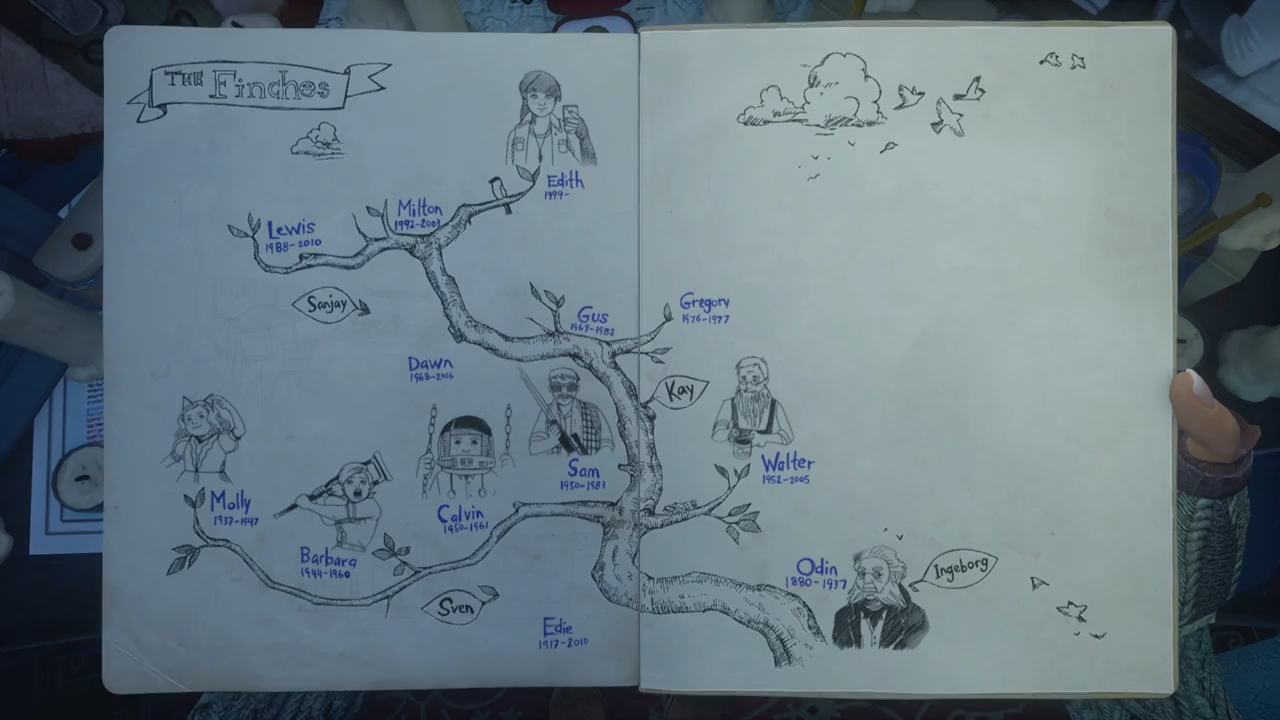 THE Finches
Edith
1999-
Milton
1992-2003
Lewis
1988-2010
Sanjay
Gus
1969-1982
Gregory
1976-1977
Dawn
1968-2016
Kay
Sam
1950-1983
Walter
1952-2005
Molly
1937-1947
Calvin
1950-1961
Barbara
1944-1960
Odin
1880-1937
Ingeborg
Sven
Edie
1917-2010